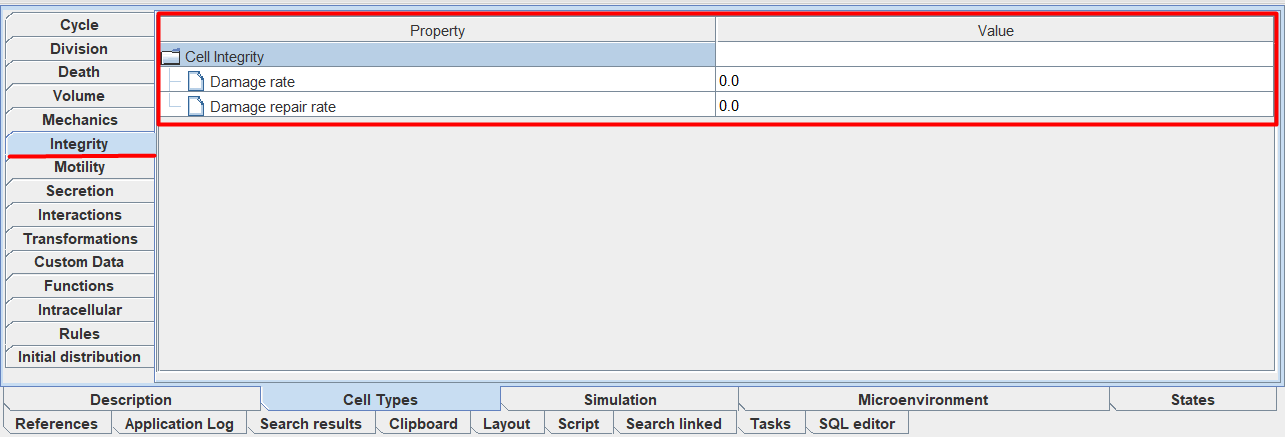 Cycle
Division
Death
Volume
Mechanics
Integrity
Motility
Secretion
Interactions
Transformations
Custom Data
Functions
Intracellular
Rules
Initial distribution
Property Value
Cell Integrity
Damage rate 0.0
Damage repair rate 0.0
Description Cell Types Simulation Microenvironment States
References Application Log Search results Clipboard Layout Script Search linked Tasks SQL editor